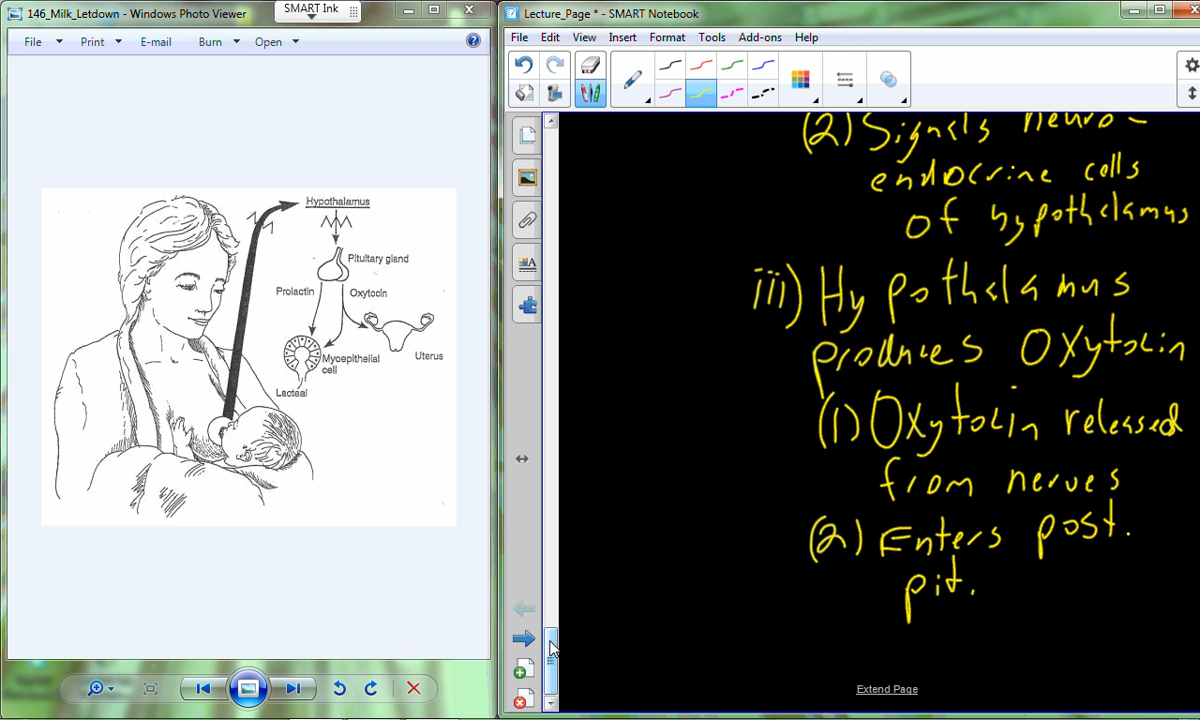 146_Milk_Letdown - Windows Photo Viewer
SMART Ink
File Print E-mail Burn Open
Hypothalamus
Pituitary gland
Prolactin Oxytocin
Uterus
Myoepithelial
cell
Lacteal
Lecture_Page * - SMART Notebook
File Edit View Insert Format Tools Add-ons Help
(2) Signals neuro-
endocrine cells
of hypothalamus
iii) Hypothalamus
produces Oxytocin
(1) Oxytocin released
from nerves
(2) Enters post.
pit.
Extend Page